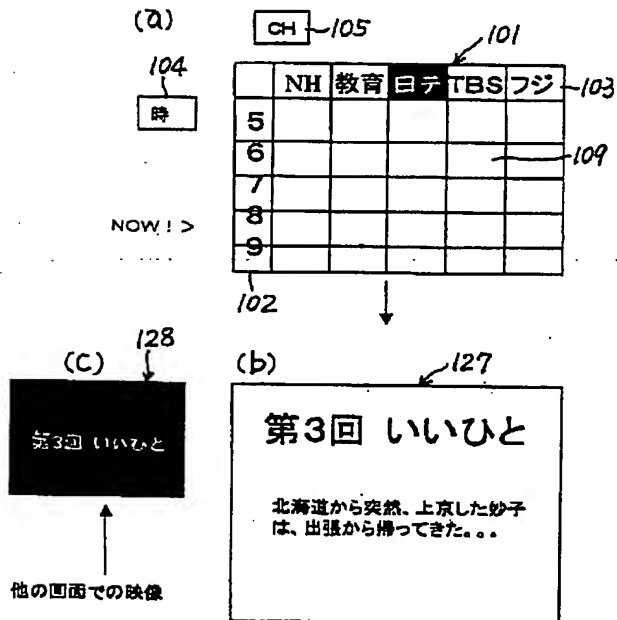 (a)
CH 105
101
104
時
NH 教育 日テ TBS フジ 103
5
6 109
7
8
NOW ! >
9
102
(c) 128
第3回 いいひと
他の画面での映像
(b) 127
第3回 いいひと
北海道から突然、上京した妙子
は、出張から帰ってきた。。。